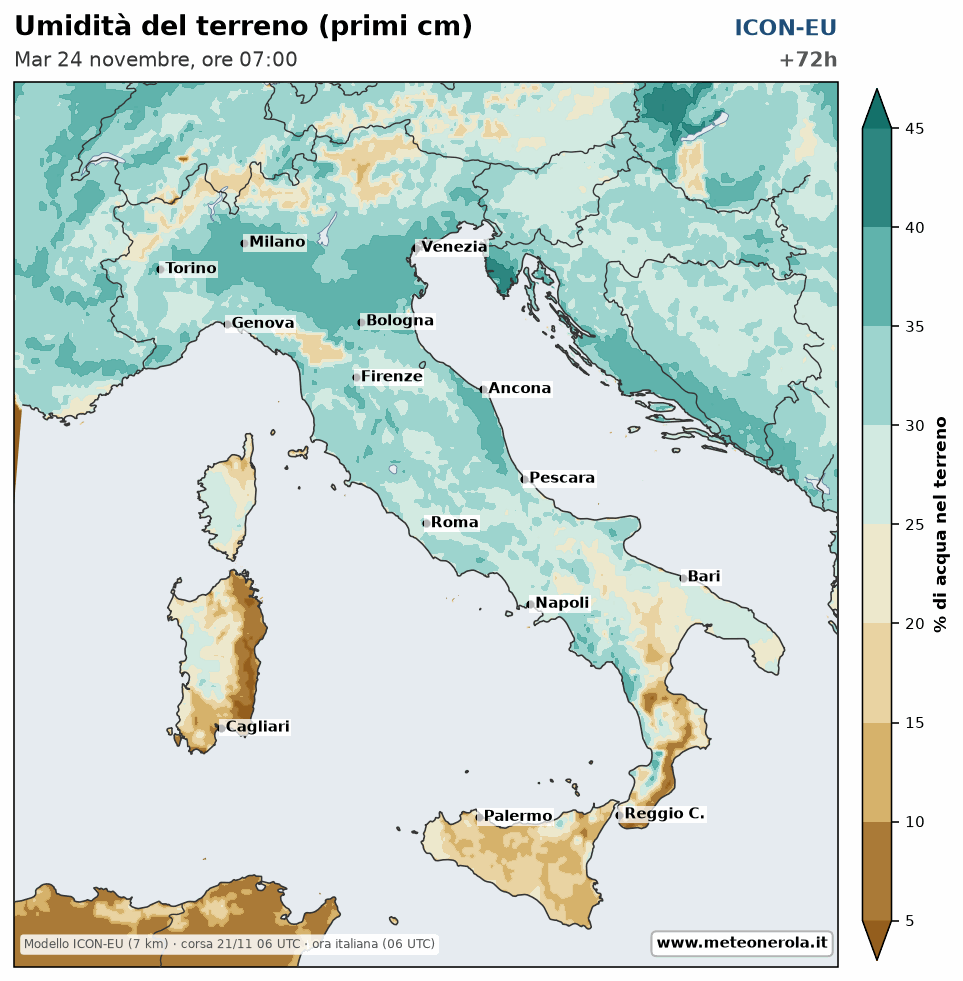 Umidità del terreno (primi cm)
ICON-EU
Mar 24 novembre, ore 07:00
+72h
Milano
Venezia
Torino
Genova
Bologna
Firenze
Ancona
Pescara
Roma
Bari
Napoli
Cagliari
Palermo
Reggio C.
45
40
35
30
25
20
15
10
5
% di acqua nel terreno
Modello ICON-EU (7 km) · corsa 21/11 06 UTC · ora italiana (06 UTC)
www.meteonerola.it